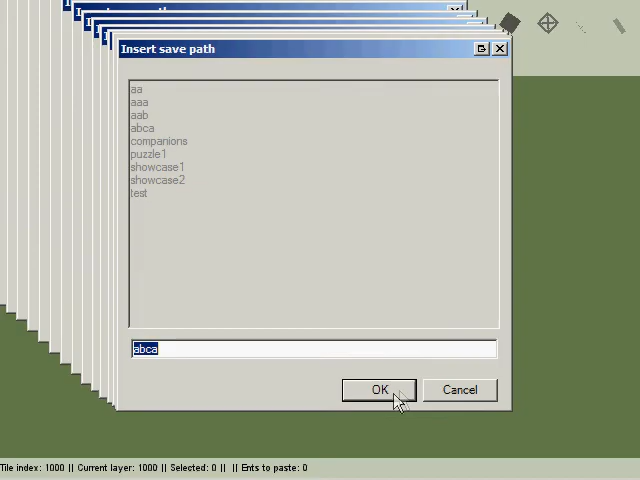 Insert save path
aa
aaa
aab
abca
companions
puzzle1
showcase1
showcase2
test
abca
OK
Cancel
Tile index: 1000 || Current layer: 1000 || Selected: 0 || || Ents to paste: 0